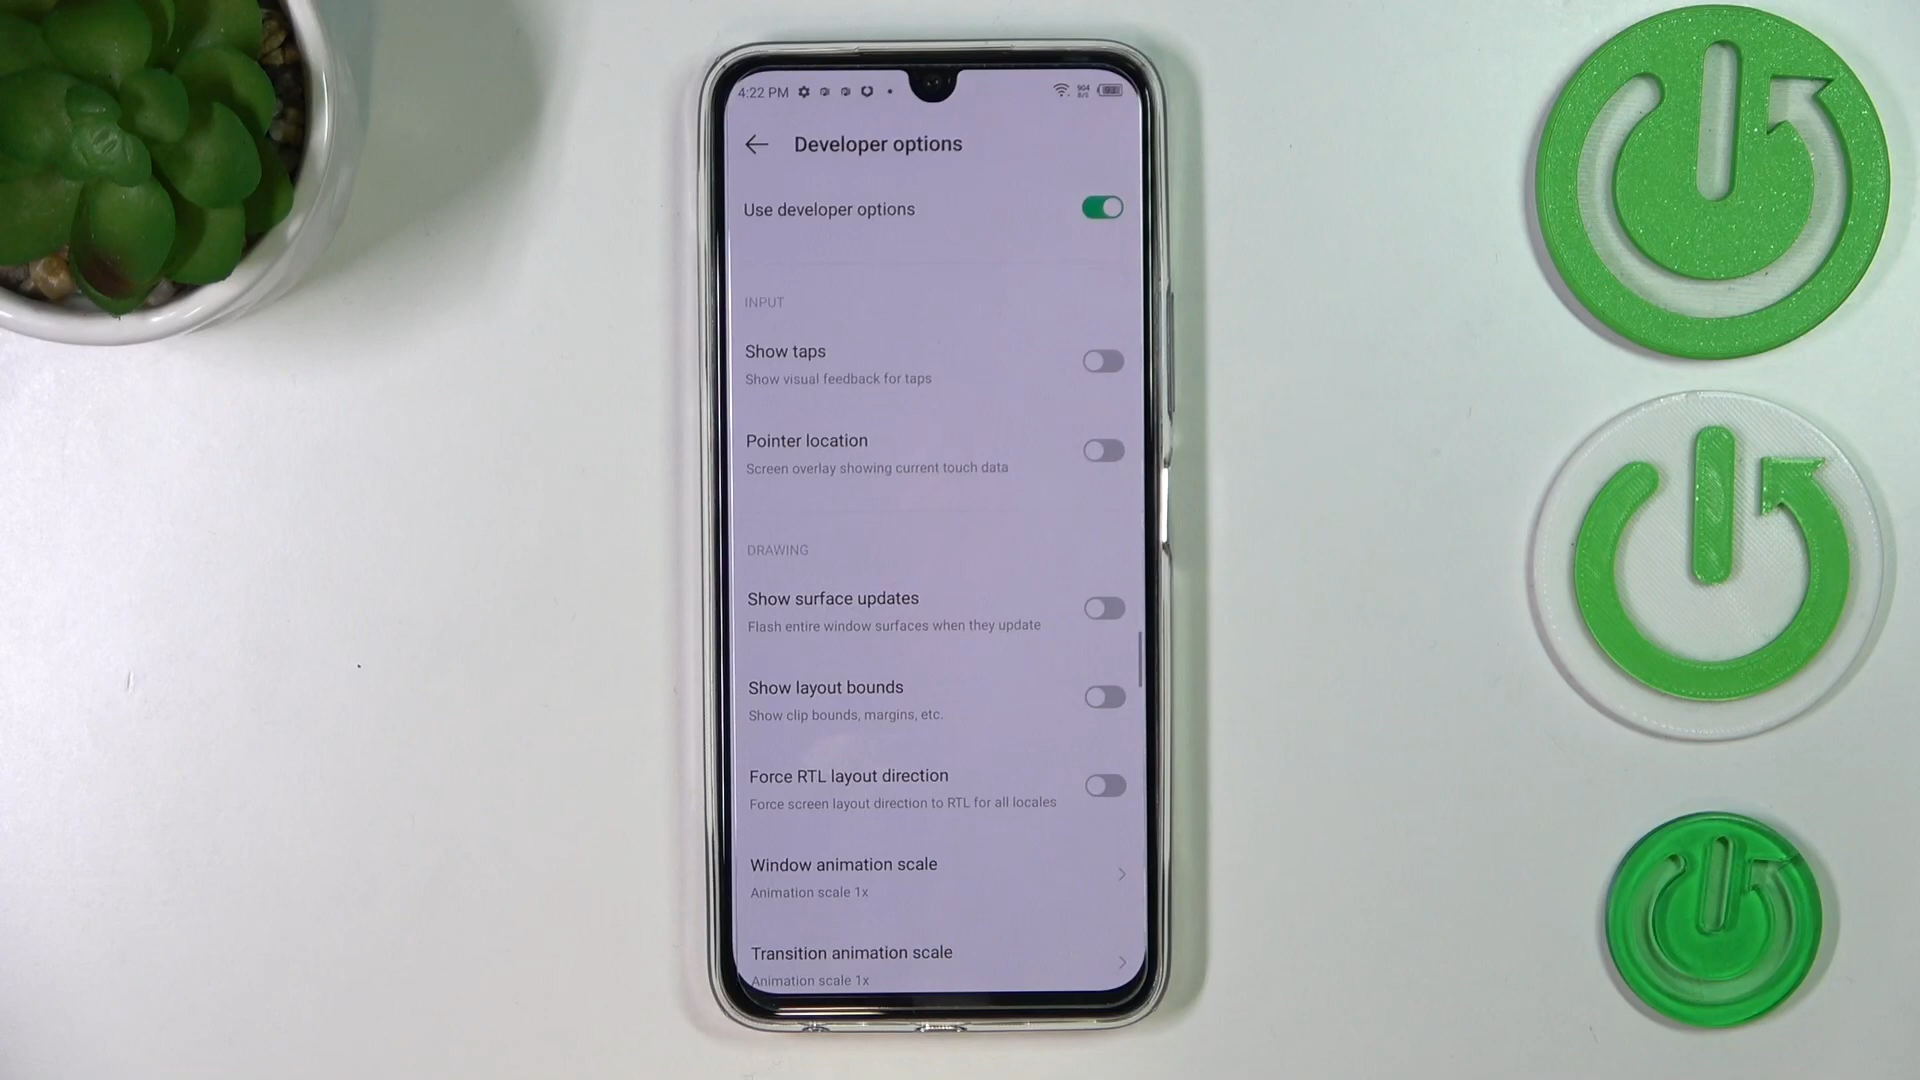 4:22 PM
Developer options
Use developer options
INPUT
Show taps
Show visual feedback for taps
Pointer location
Screen overlay showing current touch data
DRAWING
Show surface updates
Flash entire window surfaces when they update
Show layout bounds
Show clip bounds, margins, etc.
Force RTL layout direction
Force screen layout direction to RTL for all locales
Window animation scale
Animation scale 1x
Transition animation scale
Animation scale 1x